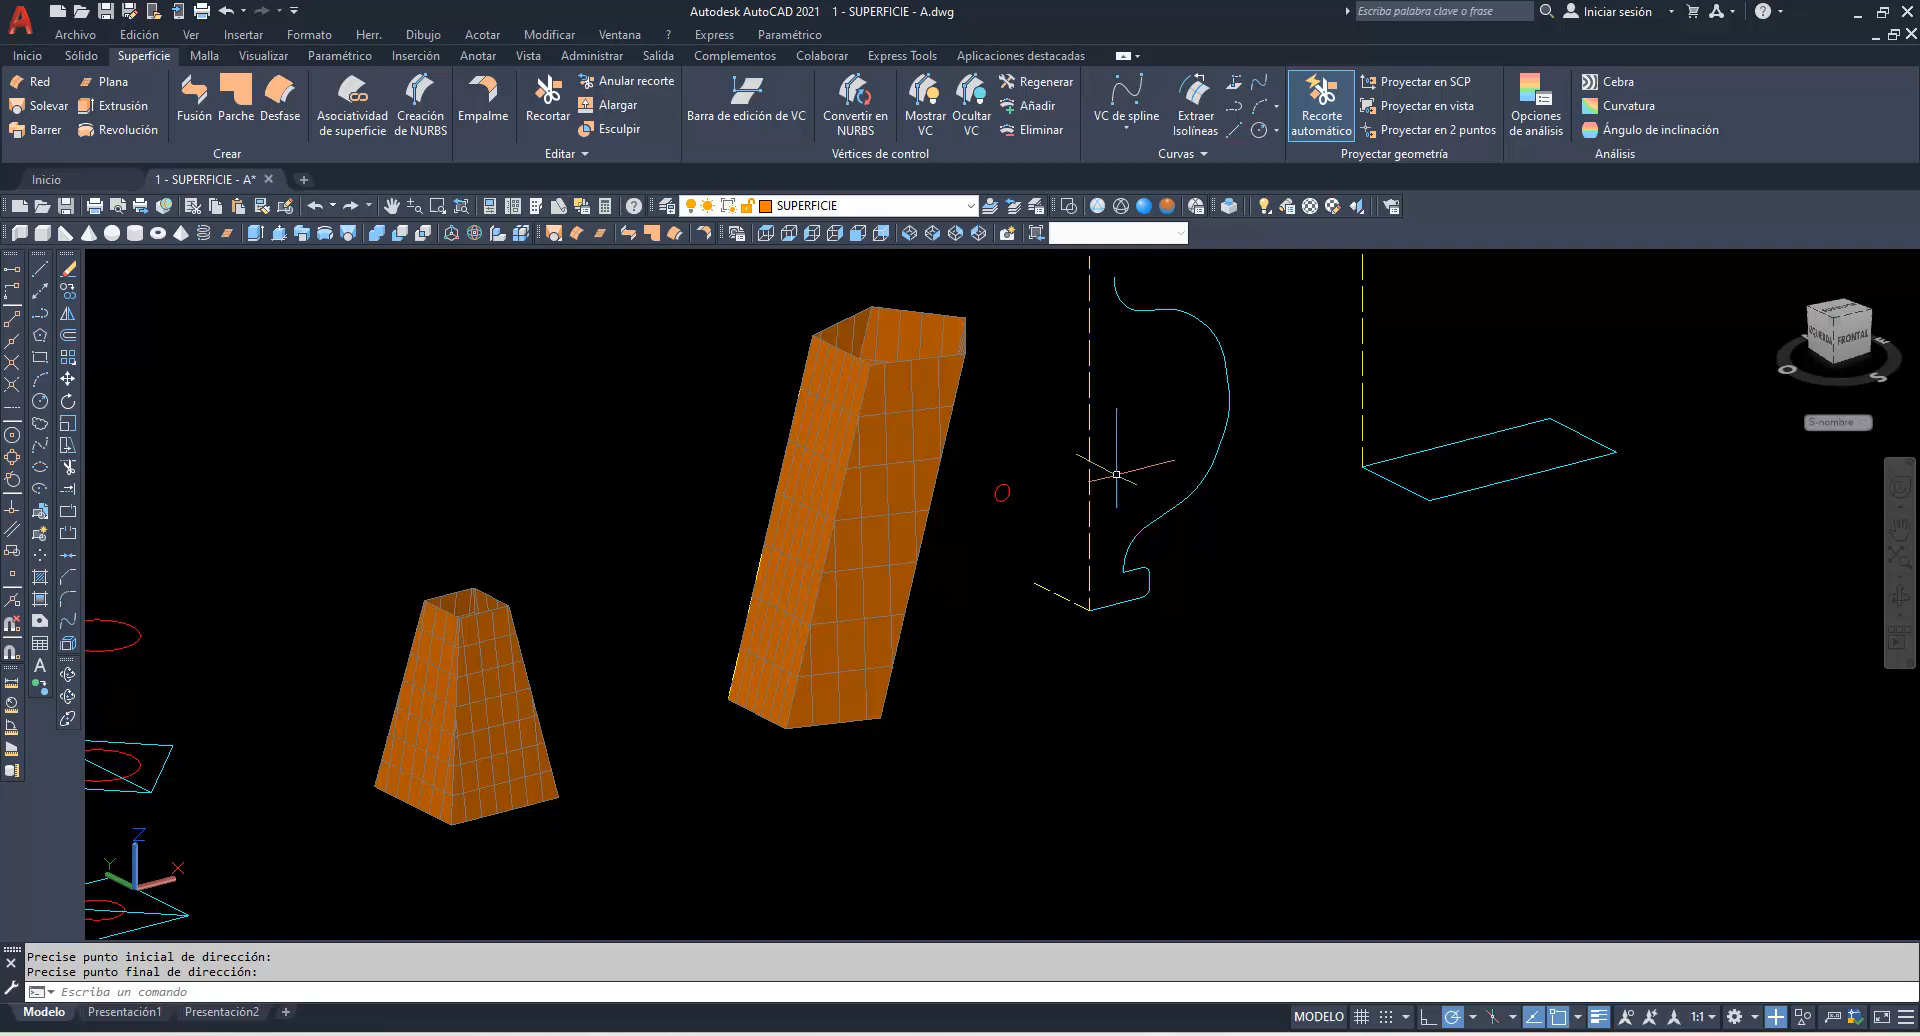 Autodesk AutoCAD 2021 1 - SUPERFICIE - A.dwg
Escriba palabra clave o frase
Iniciar sesión
Archivo Edición Ver Insertar Formato Herr. Dibujo Acotar Modificar Ventana ? Express Paramétrico
Inicio Sólido Superficie Malla Visualizar Paramétrico Inserción Anotar Vista Administrar Salida Complementos Colaborar Express Tools Aplicaciones destacadas
Red Plana
Solevar Extrusión
Barrer Revolución
Fusión Parche Desfase
Asociatividad de superficie
Creación de NURBS
Crear
Empalme
Recortar
Anular recorte
Alargar
Esculpir
Editar
Barra de edición de VC
Convertir en NURBS
Mostrar VC
Ocultar VC
Regenerar
Añadir
Eliminar
Vértices de control
VC de spline
Extraer Isolíneas
Curvas
Recorte automático
Proyectar en SCP
Proyectar en vista
Proyectar en 2 puntos
Proyectar geometría
Opciones de análisis
Cebra
Curvatura
Ángulo de inclinación
Análisis
Inicio
1 - SUPERFICIE - A*
SUPERFICIE
FRONTAL
O
S
S-nombre
Z
Y
X
A
Precise punto inicial de dirección:
Precise punto final de dirección:
Escriba un comando
Modelo Presentación1 Presentación2 +
MODELO
1:1